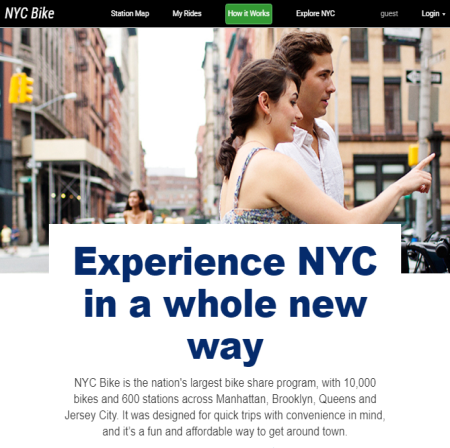 NYC Bike Station Map My Rides How it Works Explore NYC guest Login
Experience NYC
in a whole new
way
NYC Bike is the nation's largest bike share program, with 10,000
bikes and 600 stations across Manhattan, Brooklyn, Queens and
Jersey City. It was designed for quick trips with convenience in mind,
and it's a fun and affordable way to get around town.